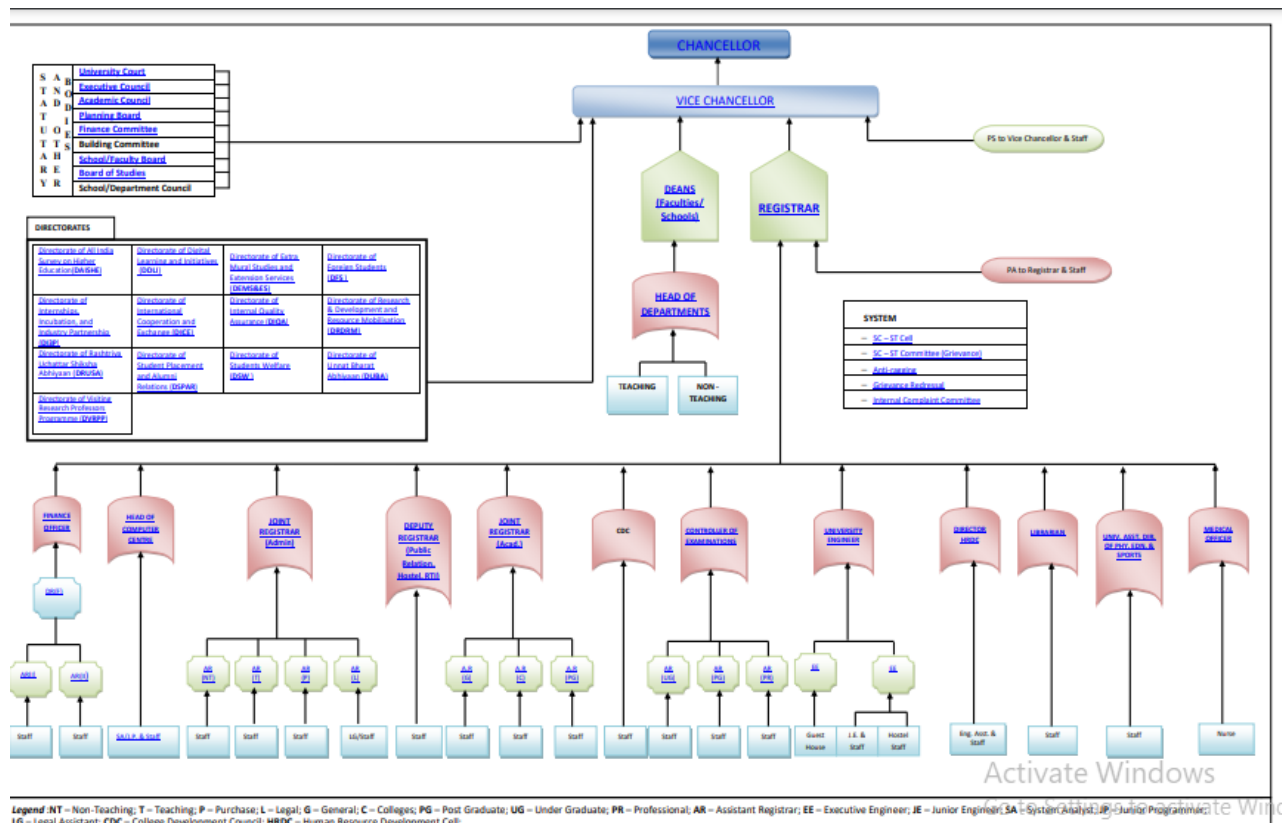 CHANCELLOR
VICE CHANCELLOR
PS to Vice Chancellor & Staff
STATUTARY
AND OTHER
BODIES
University Court
Executive Council
Academic Council
Planning Board
Finance Committee
Building Committee
School/Faculty Board
Board of Studies
School/Department Council
DEANS
(Faculties/
Schools)
REGISTRAR
PA to Registrar & Staff
HEAD OF
DEPARTMENTS
TEACHING
NON -
TEACHING
DIRECTORATES
Directorate of All India
Survey on Higher
Education(DAISHE)
Directorate of Digital
Learning and Initiatives
(DDLI)
Directorate of Extra
Mural Studies and
Extension Services
(DEMS&ES)
Directorate of
Foreign Students
(DFS)
Directorate of
Internships,
Incubation, and
Industry Partnership
(DIIP)
Directorate of
International
Cooperation and
Exchange (DICE)
Directorate of
Internal Quality
Assurance (DIQA)
Directorate of Research
& Development and
Resource Mobilisation
(DRDRM)
Directorate of Rashtriya
Uchattar Shiksha
Abhiyaan (DRUSA)
Directorate of
Student Placement
and Alumni
Relations (DSPAR)
Directorate of
Students Welfare
(DSW)
Directorate of
Unnat Bharat
Abhiyaan (DUBA)
Directorate of Visiting
Research Professors
Programme (DVRPP)
SYSTEM
– SC – ST Cell
– SC – ST Committee (Grievance)
– Anti-ragging
– Grievance Redressal
– Internal Complaint Committee
FINANCE
OFFICER
HEAD OF
COMPUTER
CENTRE
JOINT
REGISTRAR
(Admin)
DEPUTY
REGISTRAR
(Public
Relation,
Hostel, RTI)
JOINT
REGISTRAR
(Acad.)
CDC
CONTROLLER OF
EXAMINATIONS
UNIVERSITY
ENGINEER
DIRECTOR
HRDC
LIBRARIAN
UNIV. ASST. DIR.
OF PHY. EDN. &
SPORTS
MEDICAL
OFFICER
DR(F)
AR
(NT)
AR
(T)
AR
(P)
AR
(L)
A.R
(G)
A.R
(C)
A.R
(PG)
AR
(UG)
AR
(PG)
AR
(PR)
EE
EE
Staff
Staff
SA/J.P. & Staff
Staff
Staff
Staff
LG/Staff
Staff
Staff
Staff
Staff
Staff
Staff
Staff
Staff
Guest
House
J.E. &
Staff
Hostel
Staff
Eng. Asst. &
Staff
Staff
Staff
Nurse
Activate Windows
Go to Settings to activate Wind
Legend :NT – Non-Teaching; T – Teaching; P – Purchase; L – Legal; G – General; C – Colleges; PG – Post Graduate; UG – Under Graduate; PR – Professional; AR – Assistant Registrar; EE – Executive Engineer; JE – Junior Engineer; SA – System Analyst; JP – Junior Programmer;
LG – Legal Assistant; CDC – College Development Council; HRDC – Human Resource Development Cell;